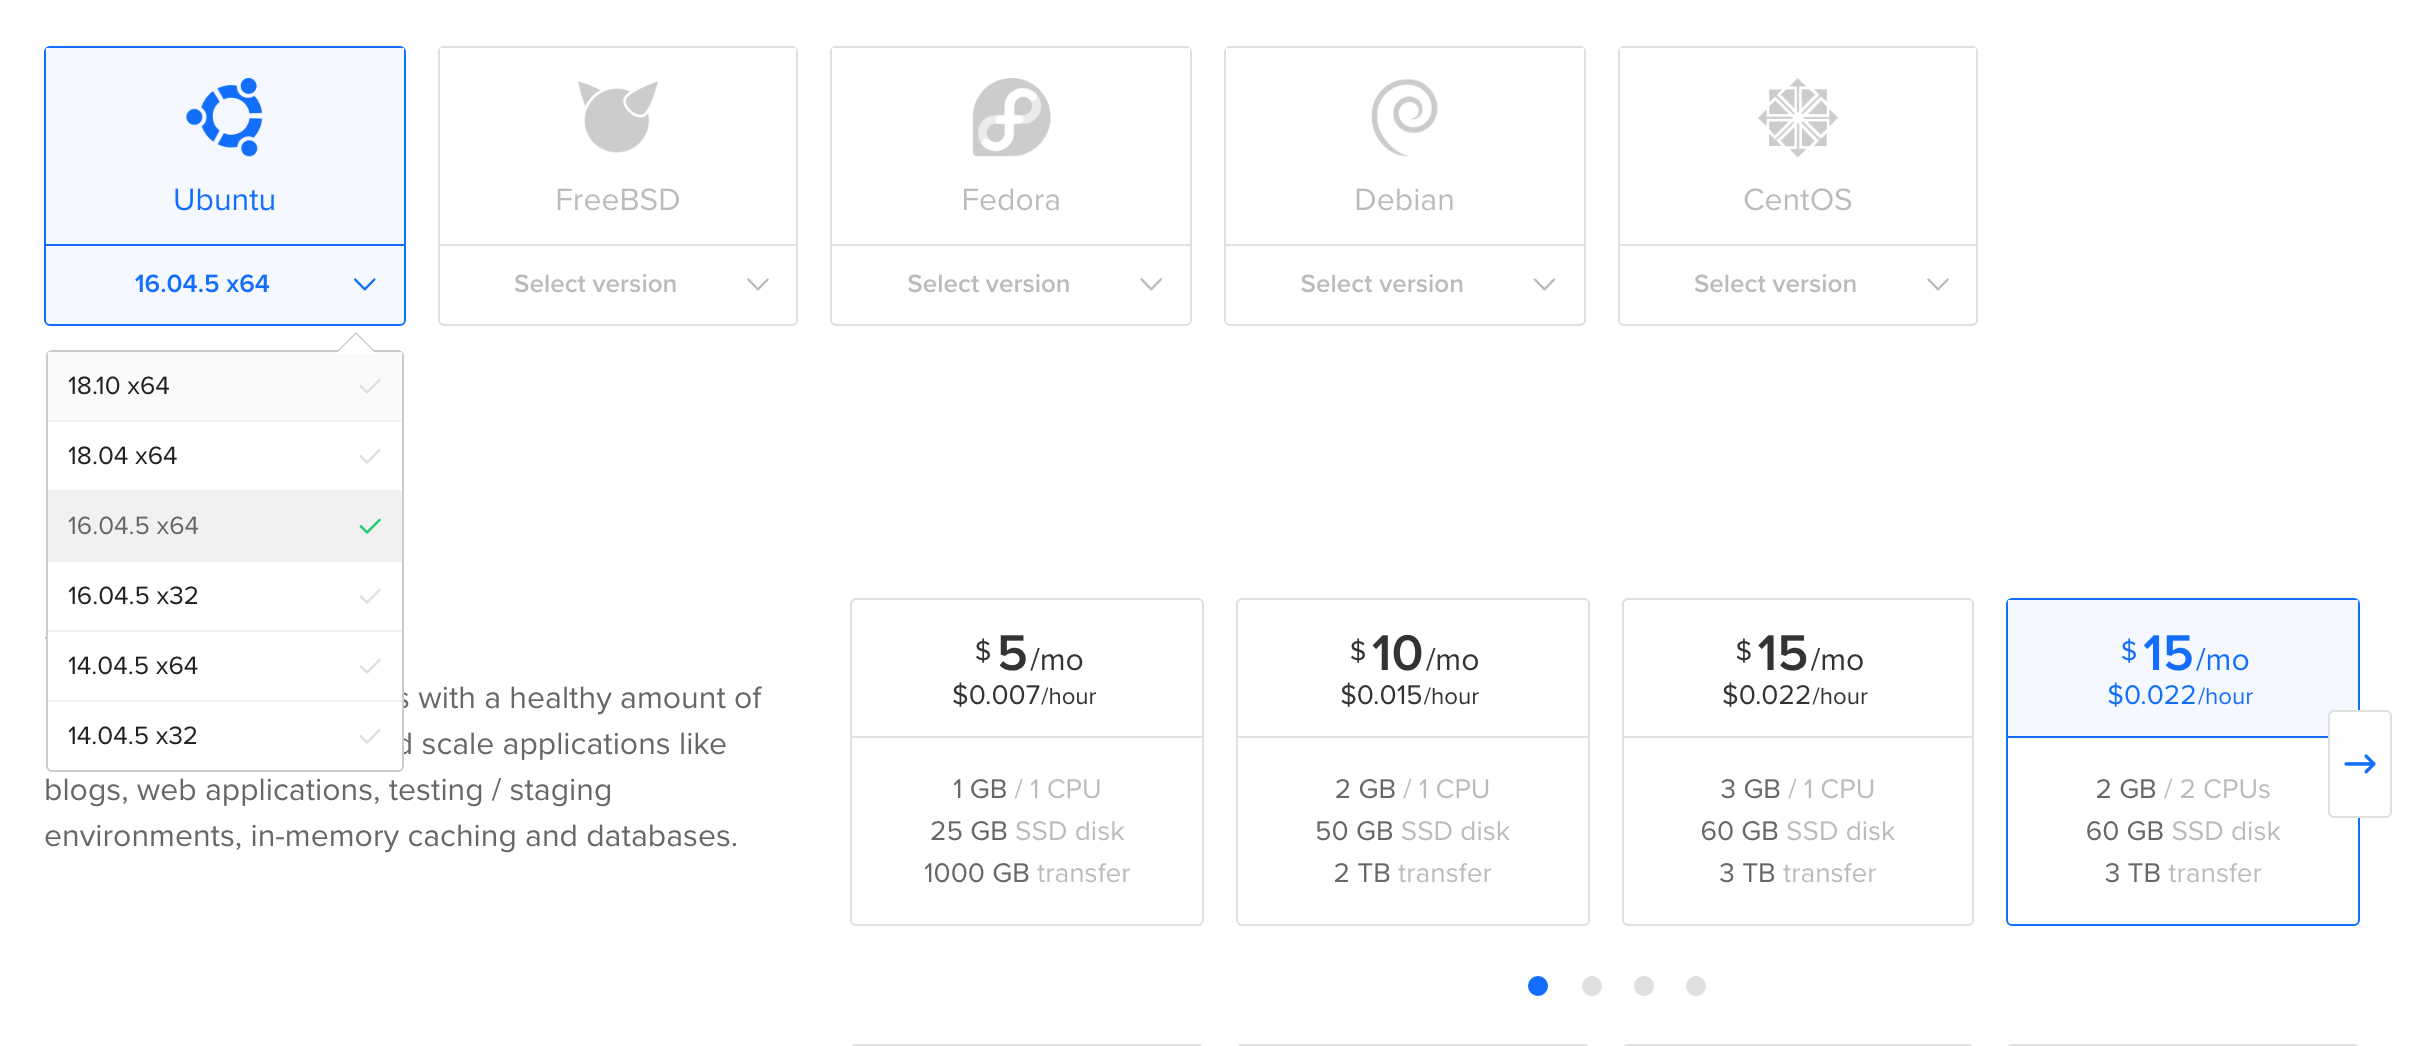 Ubuntu
16.04.5 x64
FreeBSD
Select version
Fedora
Select version
Debian
Select version
CentOS
Select version
18.10 x64
18.04 x64
16.04.5 x64
16.04.5 x32
14.04.5 x64
14.04.5 x32
with a healthy amount of
scale applications like
blogs, web applications, testing / staging
environments, in-memory caching and databases.
$5/mo
$0.007/hour
1 GB / 1 CPU
25 GB SSD disk
1000 GB transfer
$10/mo
$0.015/hour
2 GB / 1 CPU
50 GB SSD disk
2 TB transfer
$15/mo
$0.022/hour
3 GB / 1 CPU
60 GB SSD disk
3 TB transfer
$15/mo
$0.022/hour
2 GB / 2 CPUs
60 GB SSD disk
3 TB transfer